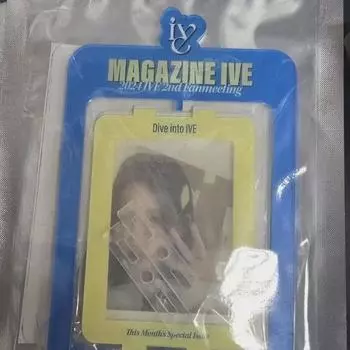 IVE
MAGAZINE IVE
2024 IVE 2nd Fanmeeting
Dive into IVE
This Month's Special Issue